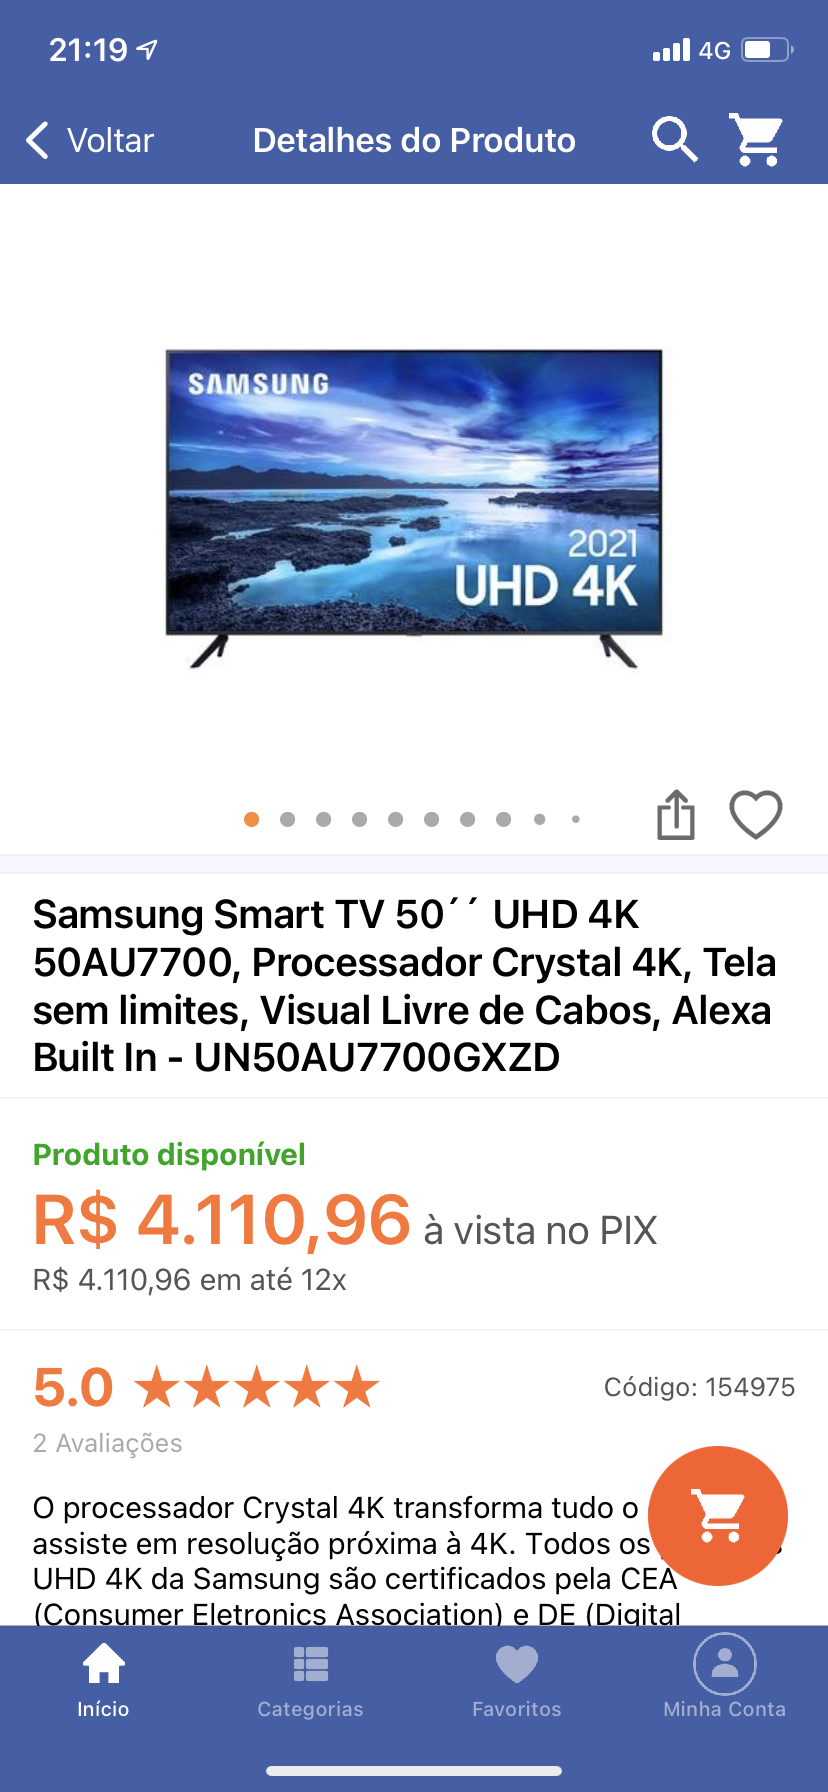 21:19
4G
Voltar
Detalhes do Produto
SAMSUNG
2021
UHD 4K
Samsung Smart TV 50´´ UHD 4K
50AU7700, Processador Crystal 4K, Tela
sem limites, Visual Livre de Cabos, Alexa
Built In - UN50AU7700GXZD
Produto disponível
R$ 4.110,96 à vista no PIX
R$ 4.110,96 em até 12x
5.0
Código: 154975
2 Avaliações
O processador Crystal 4K transforma tudo o
assiste em resolução próxima à 4K. Todos os
UHD 4K da Samsung são certificados pela CEA
(Consumer Eletronics Association) e DE (Digital
Início
Categorias
Favoritos
Minha Conta